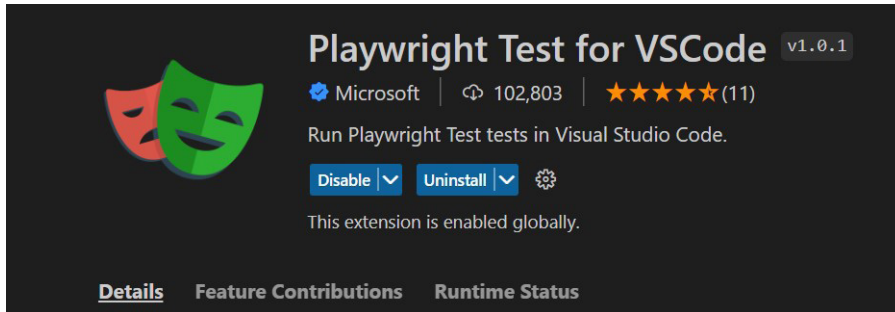 Playwright Test for VSCode v1.0.1
Microsoft 102,803 (11)
Run Playwright Test tests in Visual Studio Code.
Disable Uninstall
This extension is enabled globally.
Details Feature Contributions Runtime Status